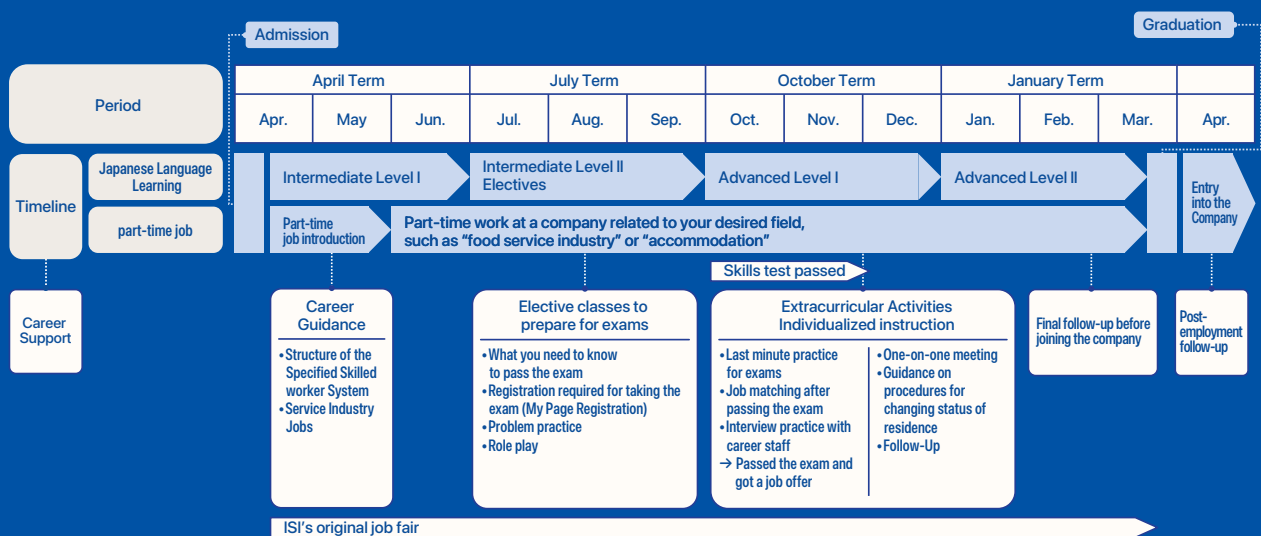 Admission
Graduation
Period
April Term
July Term
October Term
January Term
Apr.
May
Jun.
Jul.
Aug.
Sep.
Oct.
Nov.
Dec.
Jan.
Feb.
Mar.
Apr.
Timeline
Japanese Language
Learning
Intermediate Level I
Intermediate Level II
Electives
Advanced Level I
Advanced Level II
Entry
into the
Company
part-time job
Part-time
job introduction
Part-time work at a company related to your desired field,
such as “food service industry” or “accommodation”
Skills test passed
Career
Support
Career
Guidance
•Structure of the
Specified Skilled
worker System
•Service Industry
Jobs
Elective classes to
prepare for exams
•What you need to know
to pass the exam
•Registration required for taking the
exam (My Page Registration)
•Problem practice
•Role play
Extracurricular Activities
Individualized instruction
•Last minute practice
for exams
•Job matching after
passing the exam
•Interview practice with
career staff
→ Passed the exam and
got a job offer
•One-on-one meeting
•Guidance on
procedures for
changing status of
residence
•Follow-Up
Final follow-up before
joining the company
Post-
employment
follow-up
ISI’s original job fair